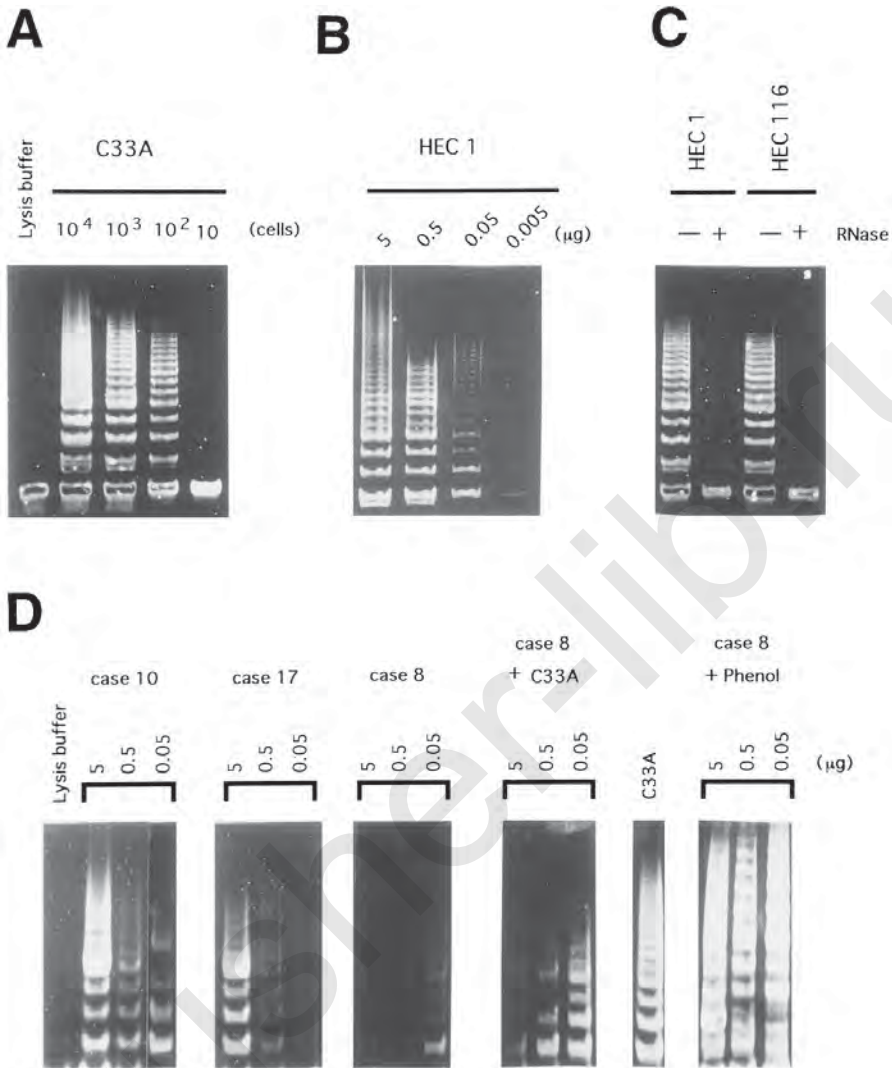 A
B
C
Lysis buffer
C33A
10⁴ 10³ 10² 10 (cells)
HEC 1
5 0.5 0.05 0.005 (μg)
HEC 1
HEC 116
— + — + RNase
D
Lysis buffer
case 10
5 0.5 0.05
case 17
5 0.5 0.05
case 8
5 0.5 0.05
case 8
+ C33A
5 0.5 0.05
C33A
case 8
+ Phenol
5 0.5 0.05 (μg)